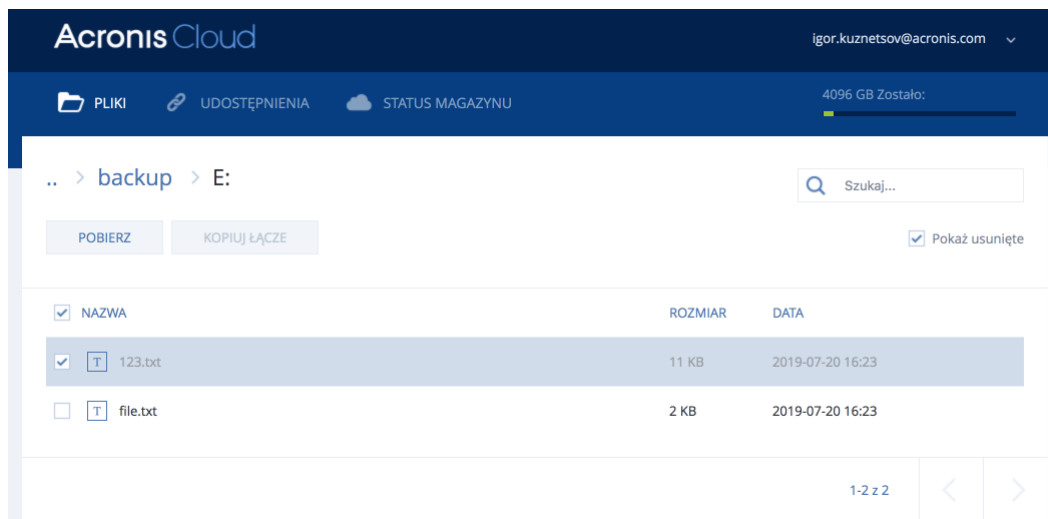 Acronis Cloud
igor.kuznetsov@acronis.com
PLIKI UDOSTĘPNIENIA STATUS MAGAZYNU
4096 GB Zostało:
.. > backup > E:
Szukaj...
POBIERZ KOPIUJ ŁĄCZE
Pokaż usunięte
NAZWA ROZMIAR DATA
T 123.txt 11 KB 2019-07-20 16:23
T file.txt 2 KB 2019-07-20 16:23
1-2 z 2